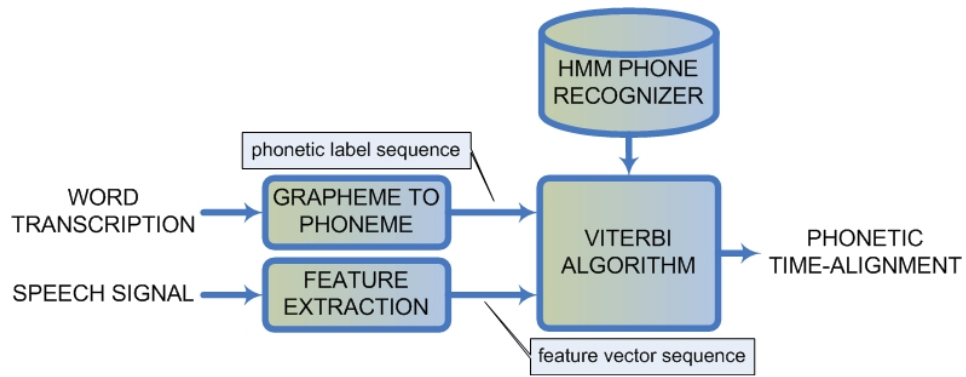 HMM PHONE
RECOGNIZER
phonetic label sequence
WORD
TRANSCRIPTION
GRAPHEME TO
PHONEME
VITERBI
ALGORITHM
PHONETIC
TIME-ALIGNMENT
SPEECH SIGNAL
FEATURE
EXTRACTION
feature vector sequence